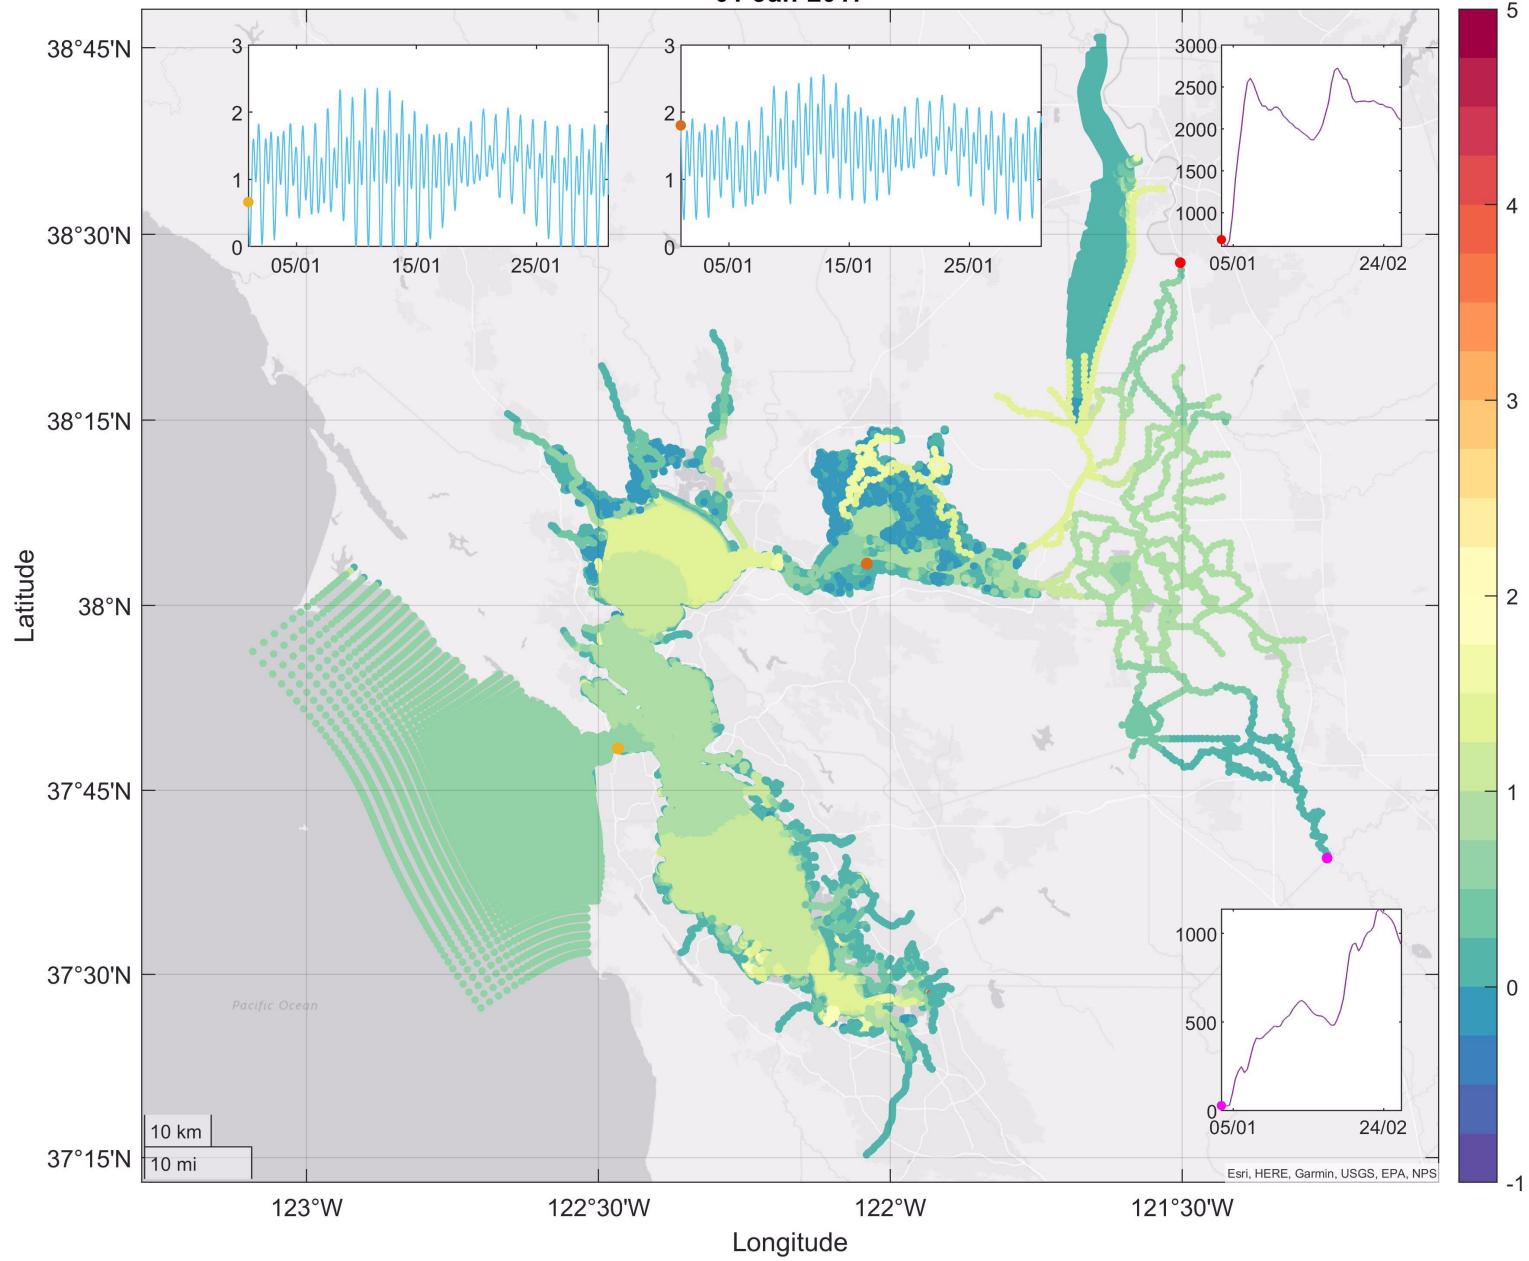 38°45'N
38°30'N
38°15'N
38°N
37°45'N
37°30'N
37°15'N
Latitude
3
2
1
0
05/01
15/01
25/01
3
2
1
0
05/01
15/01
25/01
3000
2500
2000
1500
1000
05/01
24/02
Pacific Ocean
1000
500
0
05/01
24/02
10 km
10 mi
Esri, HERE, Garmin, USGS, EPA, NPS
123°W
122°30'W
122°W
121°30'W
Longitude
5
4
3
2
1
0
-1